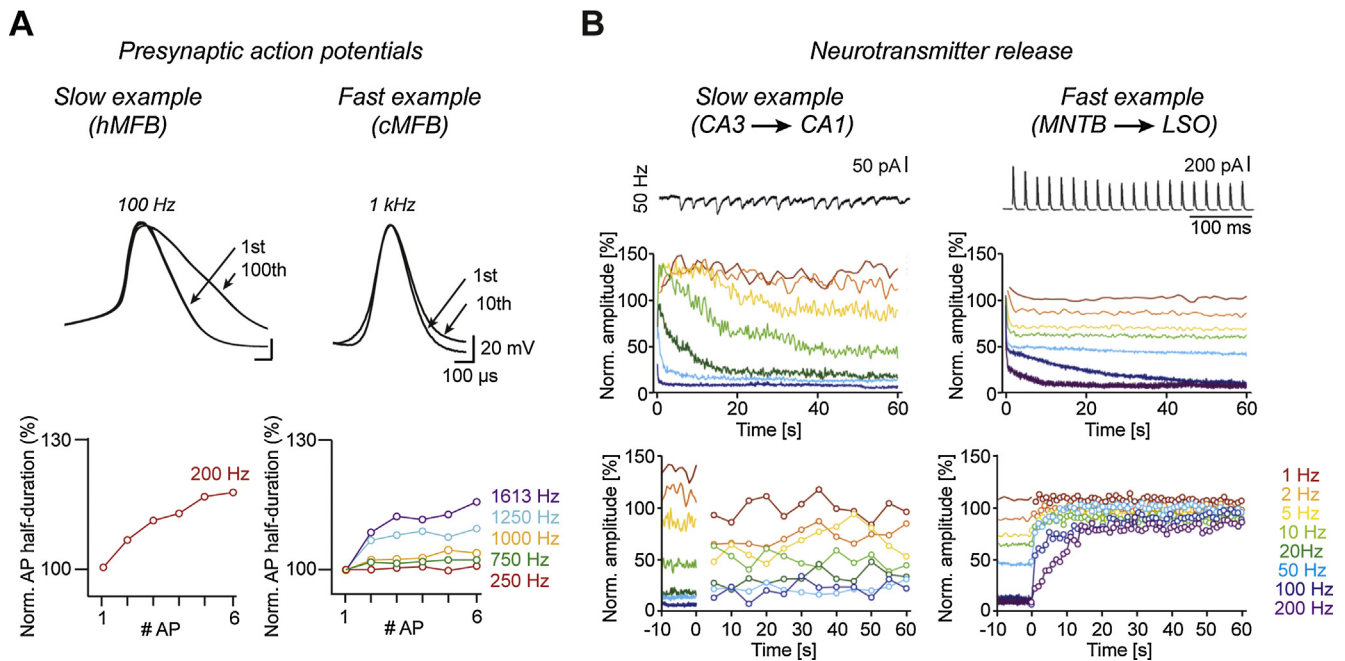 A
Presynaptic action potentials
Slow example
(hMFB)
Fast example
(cMFB)
100 Hz
1st
100th
1 kHz
1st
10th
20 mV
100 µs
Norm. AP half-duration (%)
130
100
200 Hz
1
6
# AP
Norm. AP half-duration (%)
130
100
1613 Hz
1250 Hz
1000 Hz
750 Hz
250 Hz
1
6
# AP
B
Neurotransmitter release
Slow example
(CA3 → CA1)
Fast example
(MNTB → LSO)
50 Hz
50 pA
200 pA
100 ms
Norm. amplitude [%]
150
100
50
0
0
20
40
60
Time [s]
Norm. amplitude [%]
150
100
50
0
0
20
40
60
Time [s]
Norm. amplitude [%]
150
100
50
0
-10
0
10
20
30
40
50
60
Time [s]
Norm. amplitude [%]
150
100
50
0
-10
0
10
20
30
40
50
60
Time [s]
1 Hz
2 Hz
5 Hz
10 Hz
20Hz
50 Hz
100 Hz
200 Hz